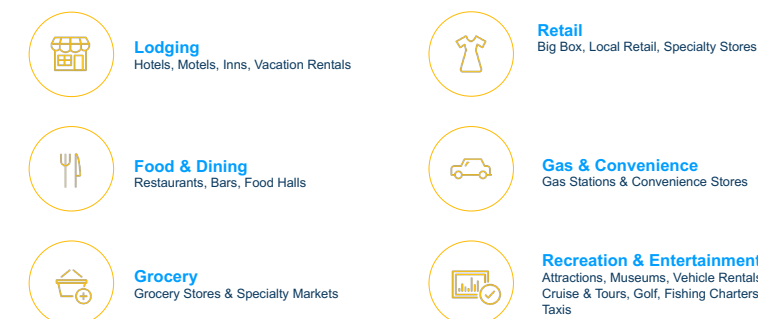 Lodging
Hotels, Motels, Inns, Vacation Rentals
Retail
Big Box, Local Retail, Specialty Stores
Food & Dining
Restaurants, Bars, Food Halls
Gas & Convenience
Gas Stations & Convenience Stores
Grocery
Grocery Stores & Specialty Markets
Recreation & Entertainment
Attractions, Museums, Vehicle Rentals
Cruise & Tours, Golf, Fishing Charters
Taxis